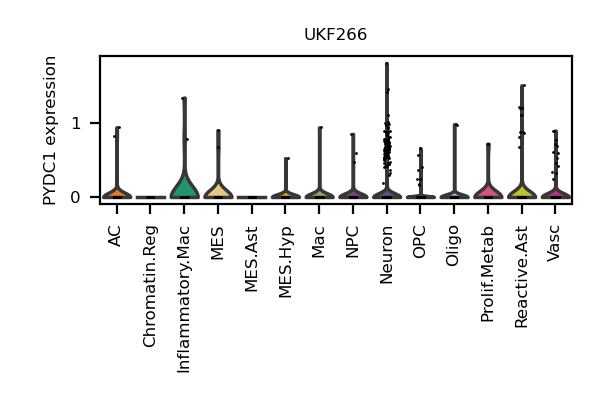 UKF266
PYDC1 expression
1
0
AC
Chromatin.Reg
Inflammatory.Mac
MES
MES.Ast
MES.Hyp
Mac
NPC
Neuron
OPC
Oligo
Prolif.Metab
Reactive.Ast
Vasc